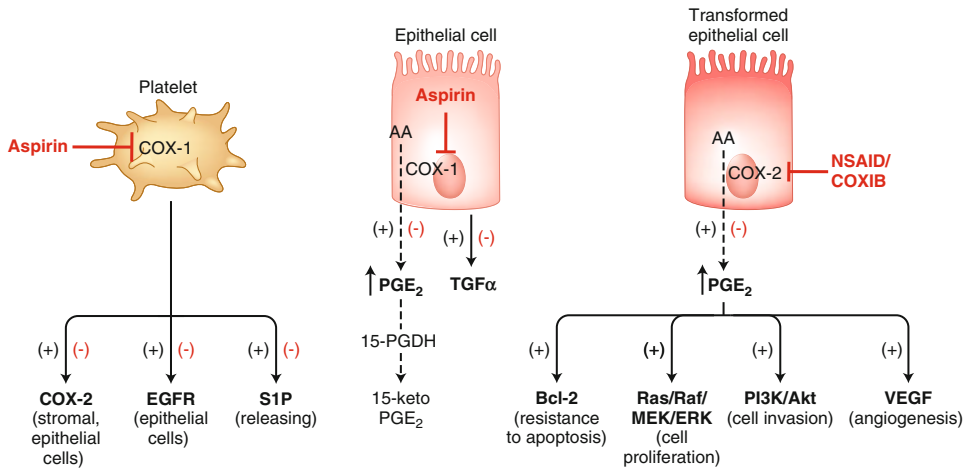 Platelet
Aspirin
COX-1
(+) (-)
(+) (-)
(+) (-)
COX-2
(stromal,
epithelial
cells)
EGFR
(epithelial
cells)
S1P
(releasing)
Epithelial cell
Aspirin
AA
COX-1
(+) (-)
(+) (-)
PGE₂
TGFα
15-PGDH
15-keto
PGE₂
Transformed
epithelial cell
AA
COX-2
NSAID/
COXIB
(+) (-)
PGE₂
(+)
(+)
(+)
(+)
Bcl-2
(resistance
to apoptosis)
Ras/Raf/
MEK/ERK
(cell
proliferation)
PI3K/Akt
(cell invasion)
VEGF
(angiogenesis)